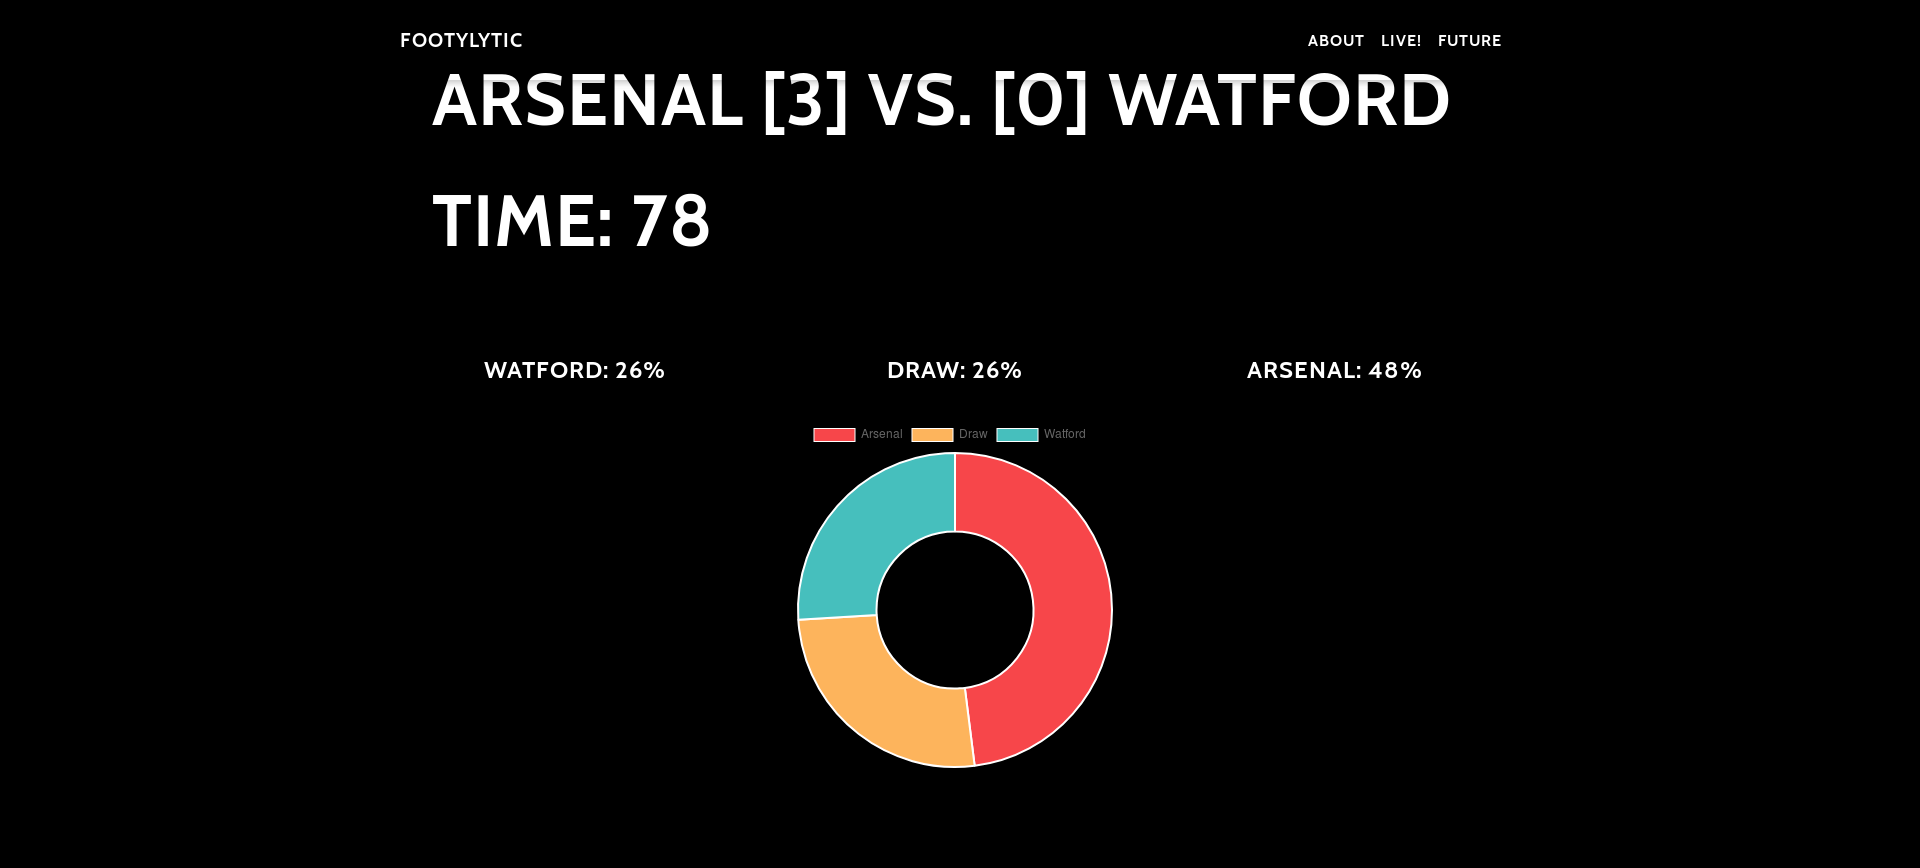 FOOTYLYTIC ABOUT LIVE! FUTURE
ARSENAL [3] VS. [0] WATFORD
TIME: 78
WATFORD: 26% DRAW: 26% ARSENAL: 48%
Arsenal Draw Watford